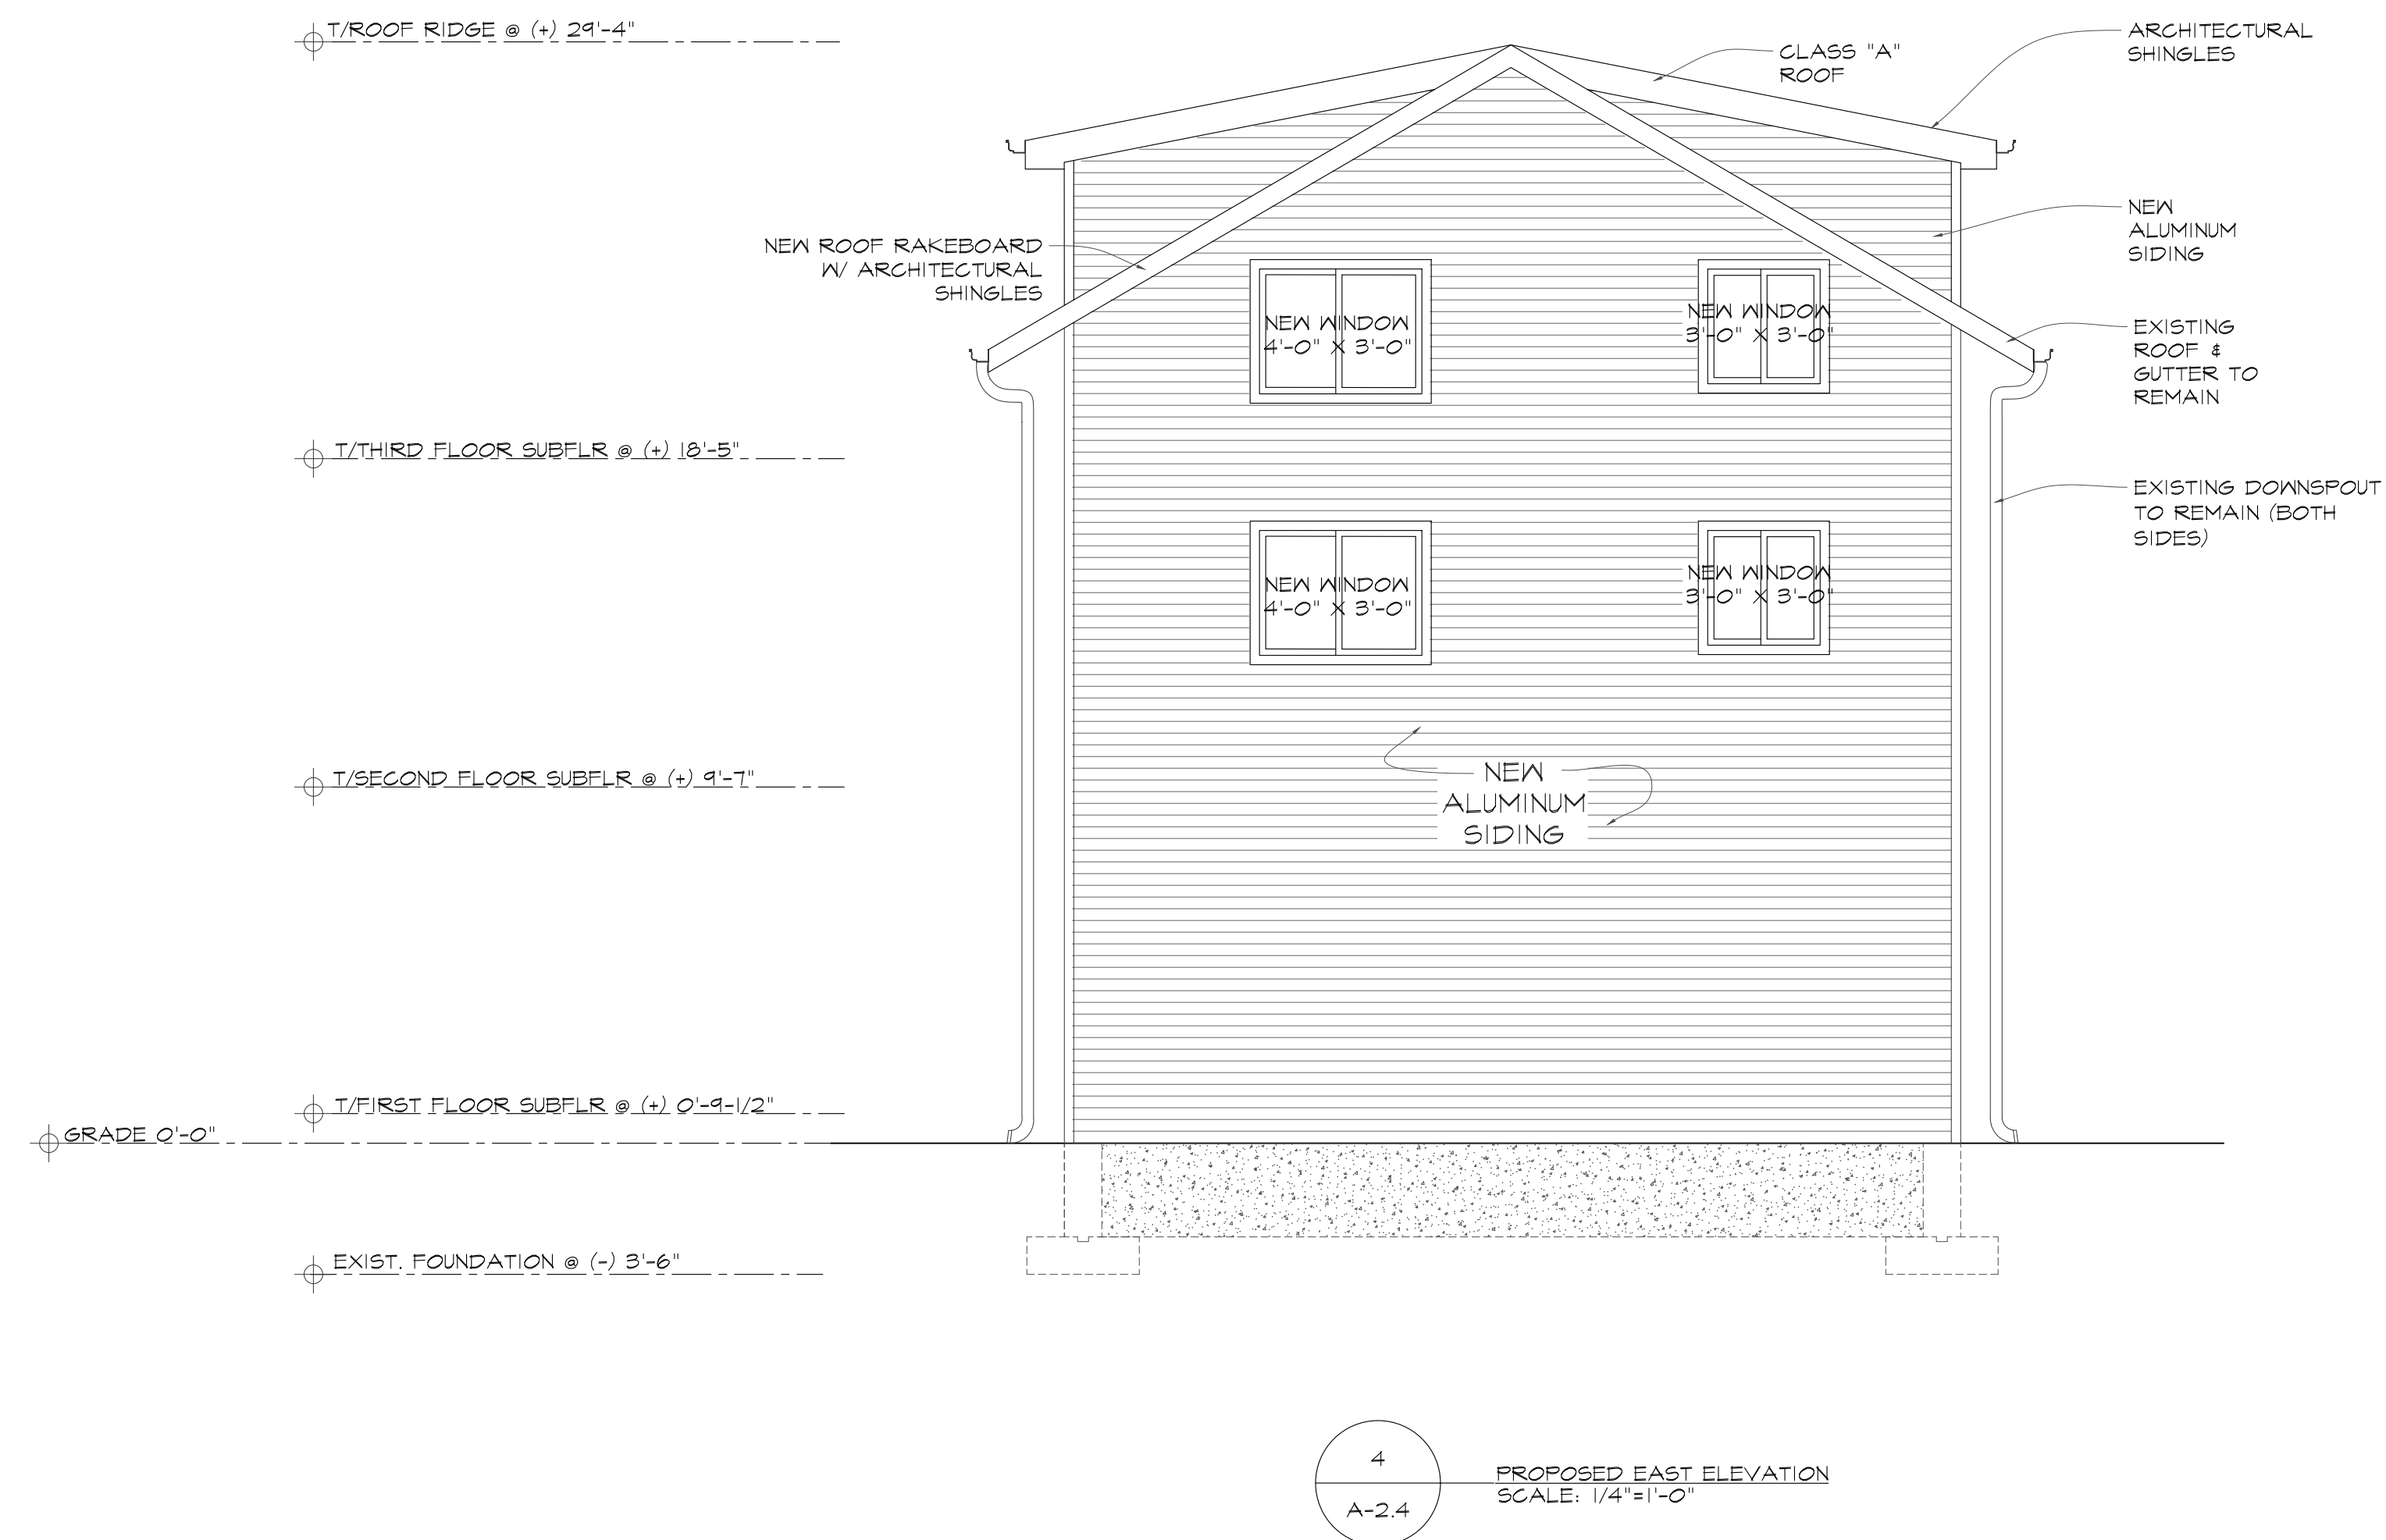 T/ROOF RIDGE @ (+) 29'-4"
CLASS "A"
ROOF
ARCHITECTURAL
SHINGLES
NEW
ALUMINUM
SIDING
NEW ROOF RAKEBOARD
W/ ARCHITECTURAL
SHINGLES
NEW WINDOW
4'-0" X 3'-0"
NEW WINDOW
3'-0" X 3'-0"
EXISTING
ROOF &
GUTTER TO
REMAIN
T/THIRD FLOOR SUBFLR @ (+) 18'-5"
EXISTING DOWNSPOUT
TO REMAIN (BOTH
SIDES)
NEW WINDOW
4'-0" X 3'-0"
NEW WINDOW
3'-0" X 3'-0"
T/SECOND FLOOR SUBFLR @ (+) 9'-7"
NEW
ALUMINUM
SIDING
T/FIRST FLOOR SUBFLR @ (+) 0'-9-1/2"
GRADE 0'-0"
EXIST. FOUNDATION @ (-) 3'-6"
4
A-2.4
PROPOSED EAST ELEVATION
SCALE: 1/4"=1'-0"